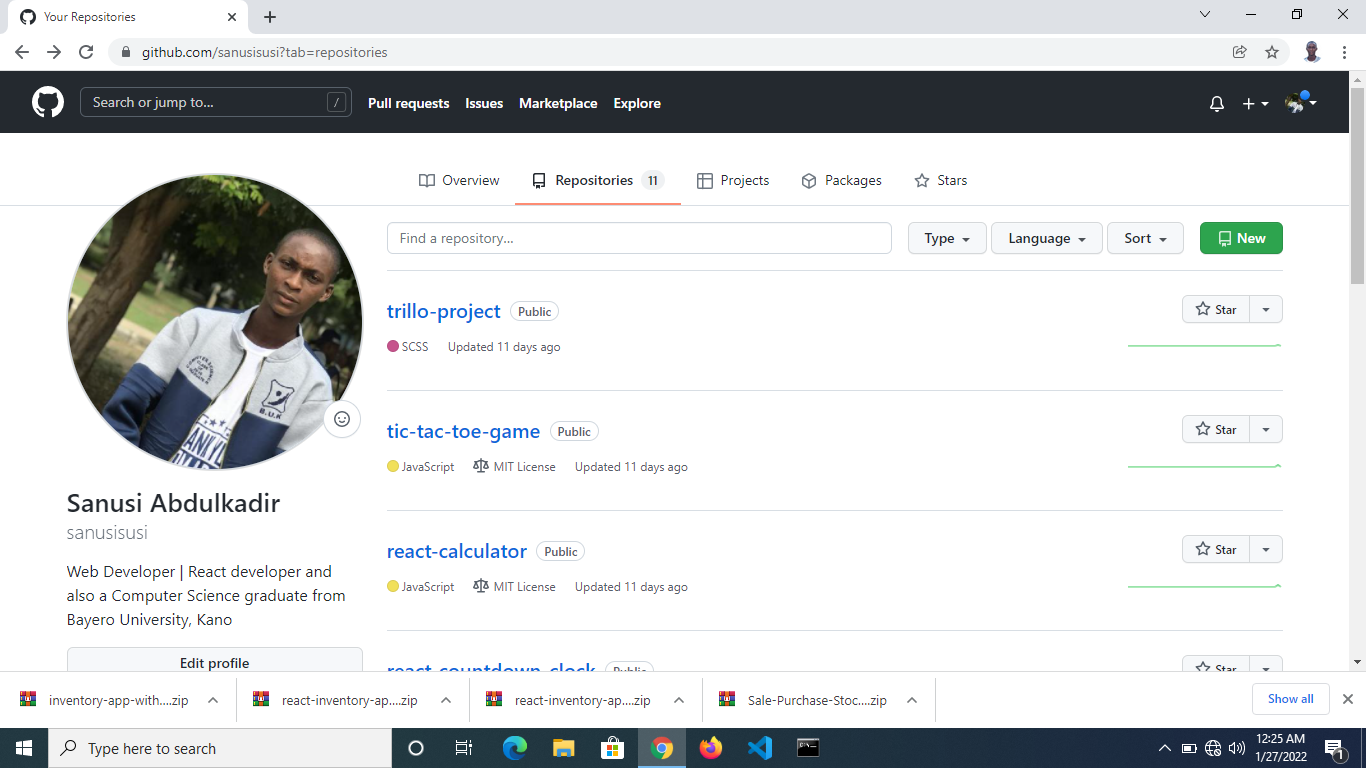 Your Repositories
github.com/sanusisusi?tab=repositories
Search or jump to...
/
Pull requests
Issues
Marketplace
Explore
Overview
Repositories 11
Projects
Packages
Stars
Find a repository...
Type
Language
Sort
New
trillo-project
Public
Star
SCSS
Updated 11 days ago
tic-tac-toe-game
Public
Star
JavaScript
MIT License
Updated 11 days ago
react-calculator
Public
Star
JavaScript
MIT License
Updated 11 days ago
react-countdown-clock
Public
Star
B.U.K
Sanusi Abdulkadir
sanusisusi
Web Developer | React developer and
also a Computer Science graduate from
Bayero University, Kano
Edit profile
inventory-app-with....zip
react-inventory-ap....zip
react-inventory-ap....zip
Sale-Purchase-Stoc....zip
Show all
Type here to search
12:25 AM
1/27/2022
1